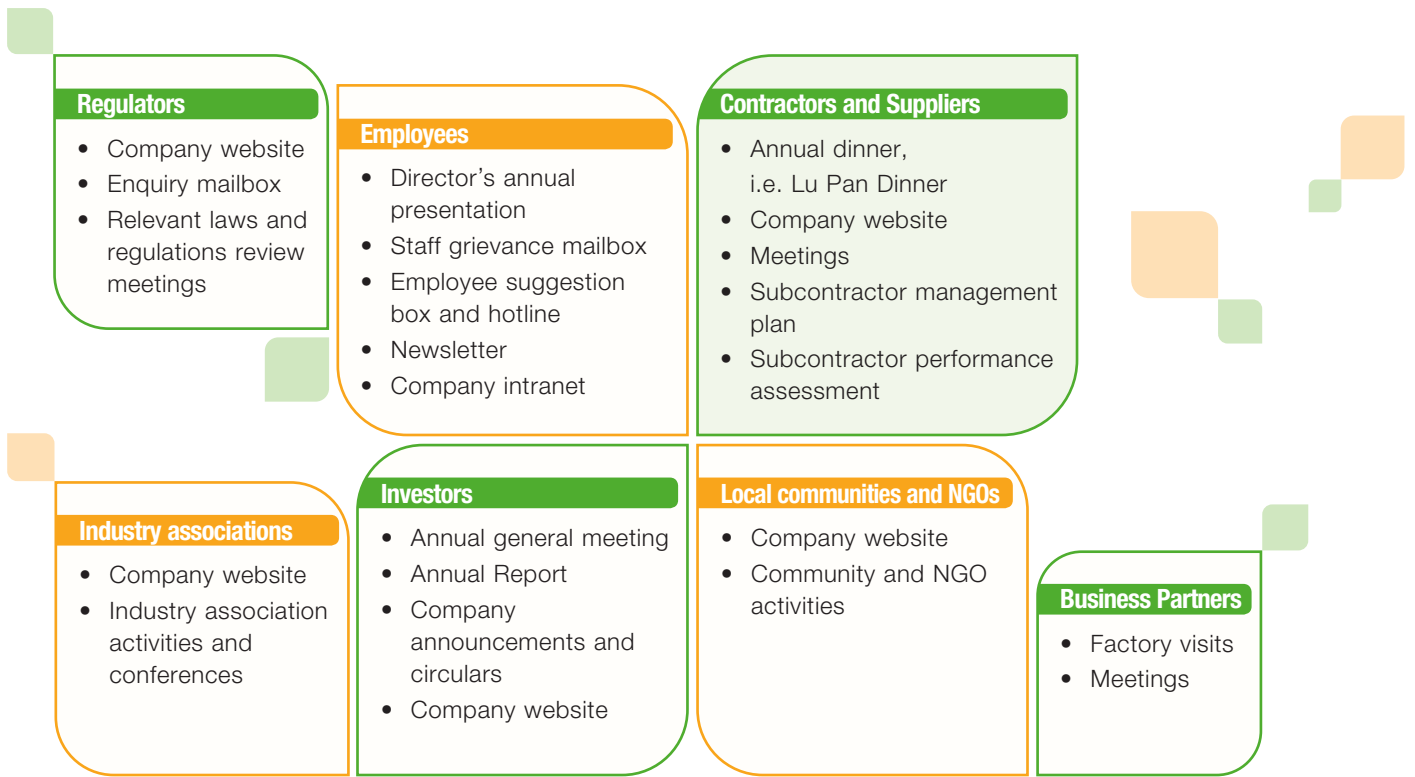 Regulators
• Company website
• Enquiry mailbox
• Relevant laws and
regulations review
meetings
Employees
• Director's annual
presentation
• Staff grievance mailbox
• Employee suggestion
box and hotline
• Newsletter
• Company intranet
Contractors and Suppliers
• Annual dinner,
i.e. Lu Pan Dinner
• Company website
• Meetings
• Subcontractor management
plan
• Subcontractor performance
assessment
Industry associations
• Company website
• Industry association
activities and
conferences
Investors
• Annual general meeting
• Annual Report
• Company
announcements and
circulars
• Company website
Local communities and NGOs
• Company website
• Community and NGO
activities
Business Partners
• Factory visits
• Meetings